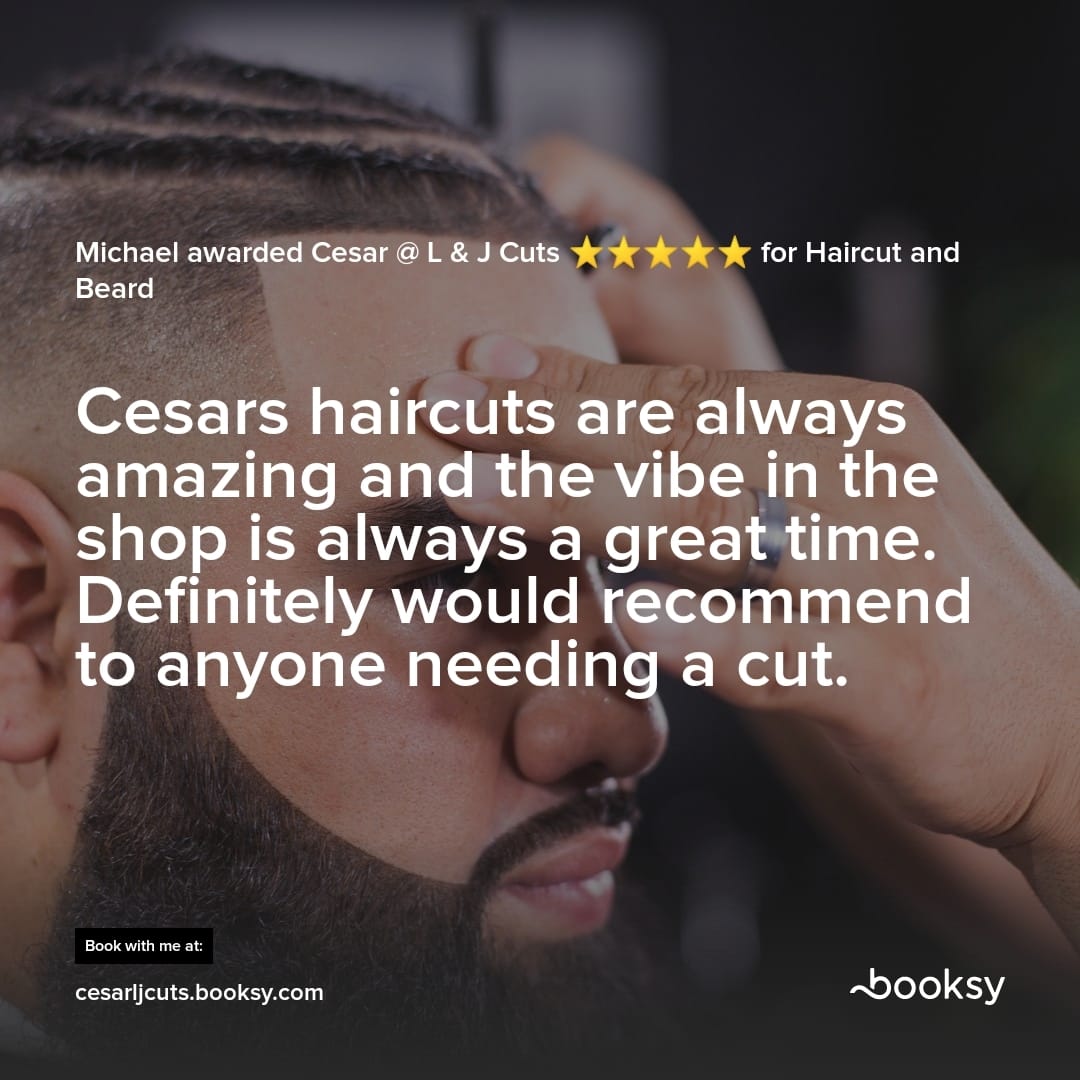 Michael awarded Cesar @ L & J Cuts ⭐⭐⭐⭐⭐ for Haircut and
Beard
Cesars haircuts are always
amazing and the vibe in the
shop is always a great time.
Definitely would recommend
to anyone needing a cut.
Book with me at:
cesarljcuts.booksy.com
booksy